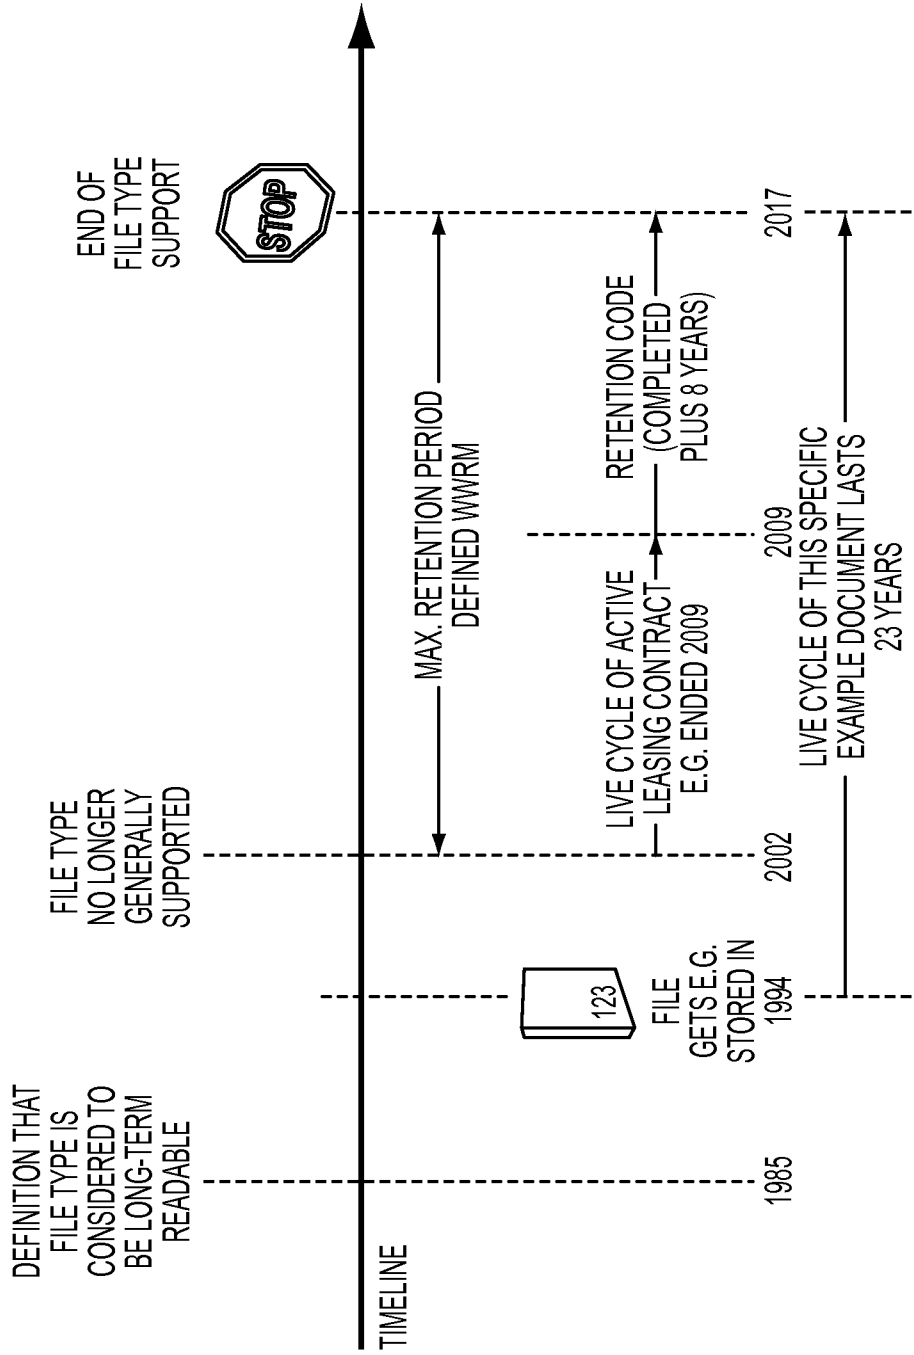 DEFINITION THAT
FILE TYPE IS
CONSIDERED TO
BE LONG-TERM
READABLE
FILE TYPE
NO LONGER
GENERALLY
SUPPORTED
END OF
FILE TYPE
SUPPORT
STOP
TIMELINE
MAX. RETENTION PERIOD
DEFINED WWRM
123
FILE
GETS E.G.
STORED IN
LIVE CYCLE OF ACTIVE
LEASING CONTRACT
E.G. ENDED 2009
RETENTION CODE
(COMPLETED
PLUS 8 YEARS)
1985
1994
2002
2009
2017
LIVE CYCLE OF THIS SPECIFIC
EXAMPLE DOCUMENT LASTS
23 YEARS